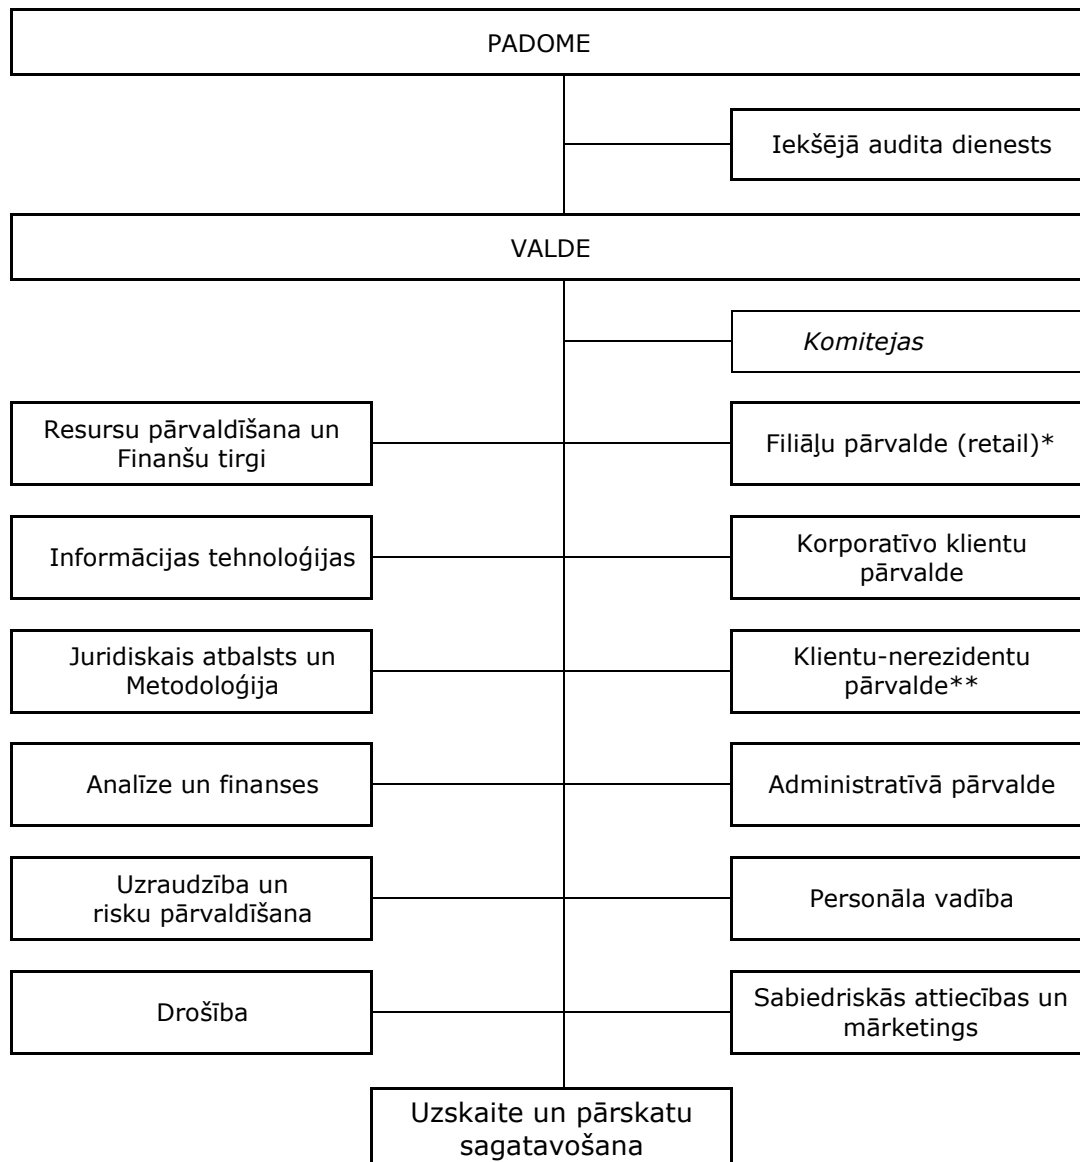 PADOME
Iekšējā audita dienests
VALDE
Komitejas
Resursu pārvaldīšana un
Finanšu tirgi
Filiāļu pārvalde (retail)*
Informācijas tehnoloģijas
Korporatīvo klientu
pārvalde
Juridiskais atbalsts un
Metodoloģija
Klientu-nerezidentu
pārvalde**
Analīze un finanses
Administratīvā pārvalde
Uzraudzība un
risku pārvaldīšana
Personāla vadība
Drošība
Sabiedriskās attiecības un
mārketings
Uzskaite un pārskatu
sagatavošana